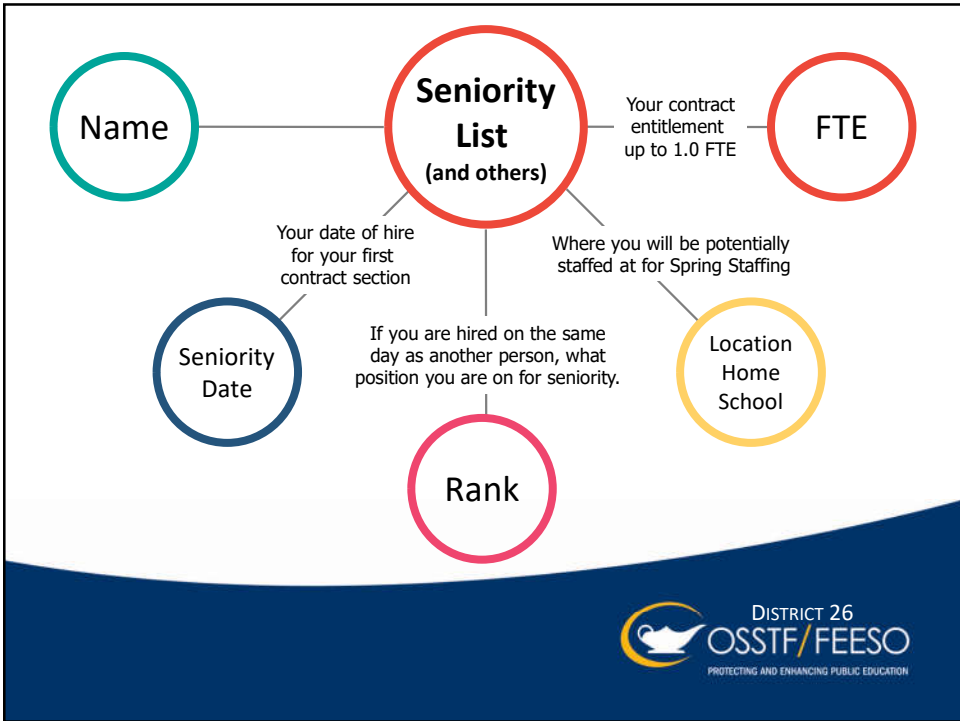 Name
Seniority
List
(and others)
Your contract
entitlement
up to 1.0 FTE
FTE
Your date of hire
for your first
contract section
Where you will be potentially
staffed at for Spring Staffing
Seniority
Date
If you are hired on the same
day as another person, what
position you are on for seniority.
Location
Home
School
Rank
DISTRICT 26
OSSTF/FEESO
PROTECTING AND ENHANCING PUBLIC EDUCATION